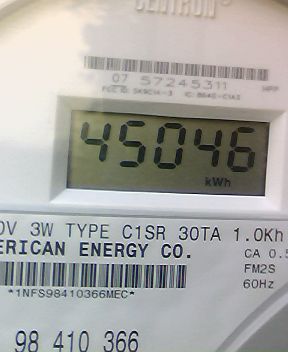 CENTRON
07 57245311
45046
kWh
0V 3W TYPE C1SR 30TA 1.0Kh
ERICAN ENERGY CO.
CA 0.5
FM2S
60Hz
*1NFS98410366MEC*
98 410 366